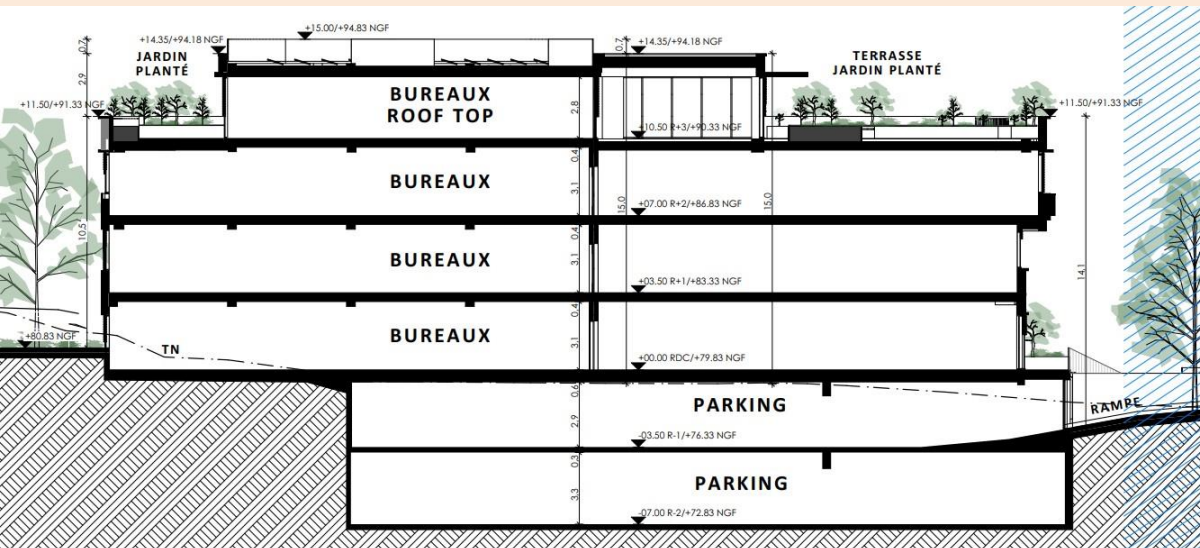 +15.00/+94.83 NGF
+14.35/+94.18 NGF
+14.35/+94.18 NGF
0.7
0.7
JARDIN
PLANTÉ
TERRASSE
JARDIN PLANTÉ
2.9
BUREAUX
ROOF TOP
2.8
+11.50/+91.33 NGF
+11.50/+91.33 NGF
+10.50 R+3/+90.33 NGF
0.4
BUREAUX
3.1
15.0
15.0
+07.00 R+2/+86.83 NGF
10.5
0.4
BUREAUX
3.1
14.1
+03.50 R+1/+83.33 NGF
0.4
+80.83 NGF
BUREAUX
3.1
TN
+00.00 RDC/+79.83 NGF
0.6
PARKING
RAMPE
2.9
-03.50 R-1/+76.33 NGF
0.3
PARKING
3.3
-07.00 R-2/+72.83 NGF